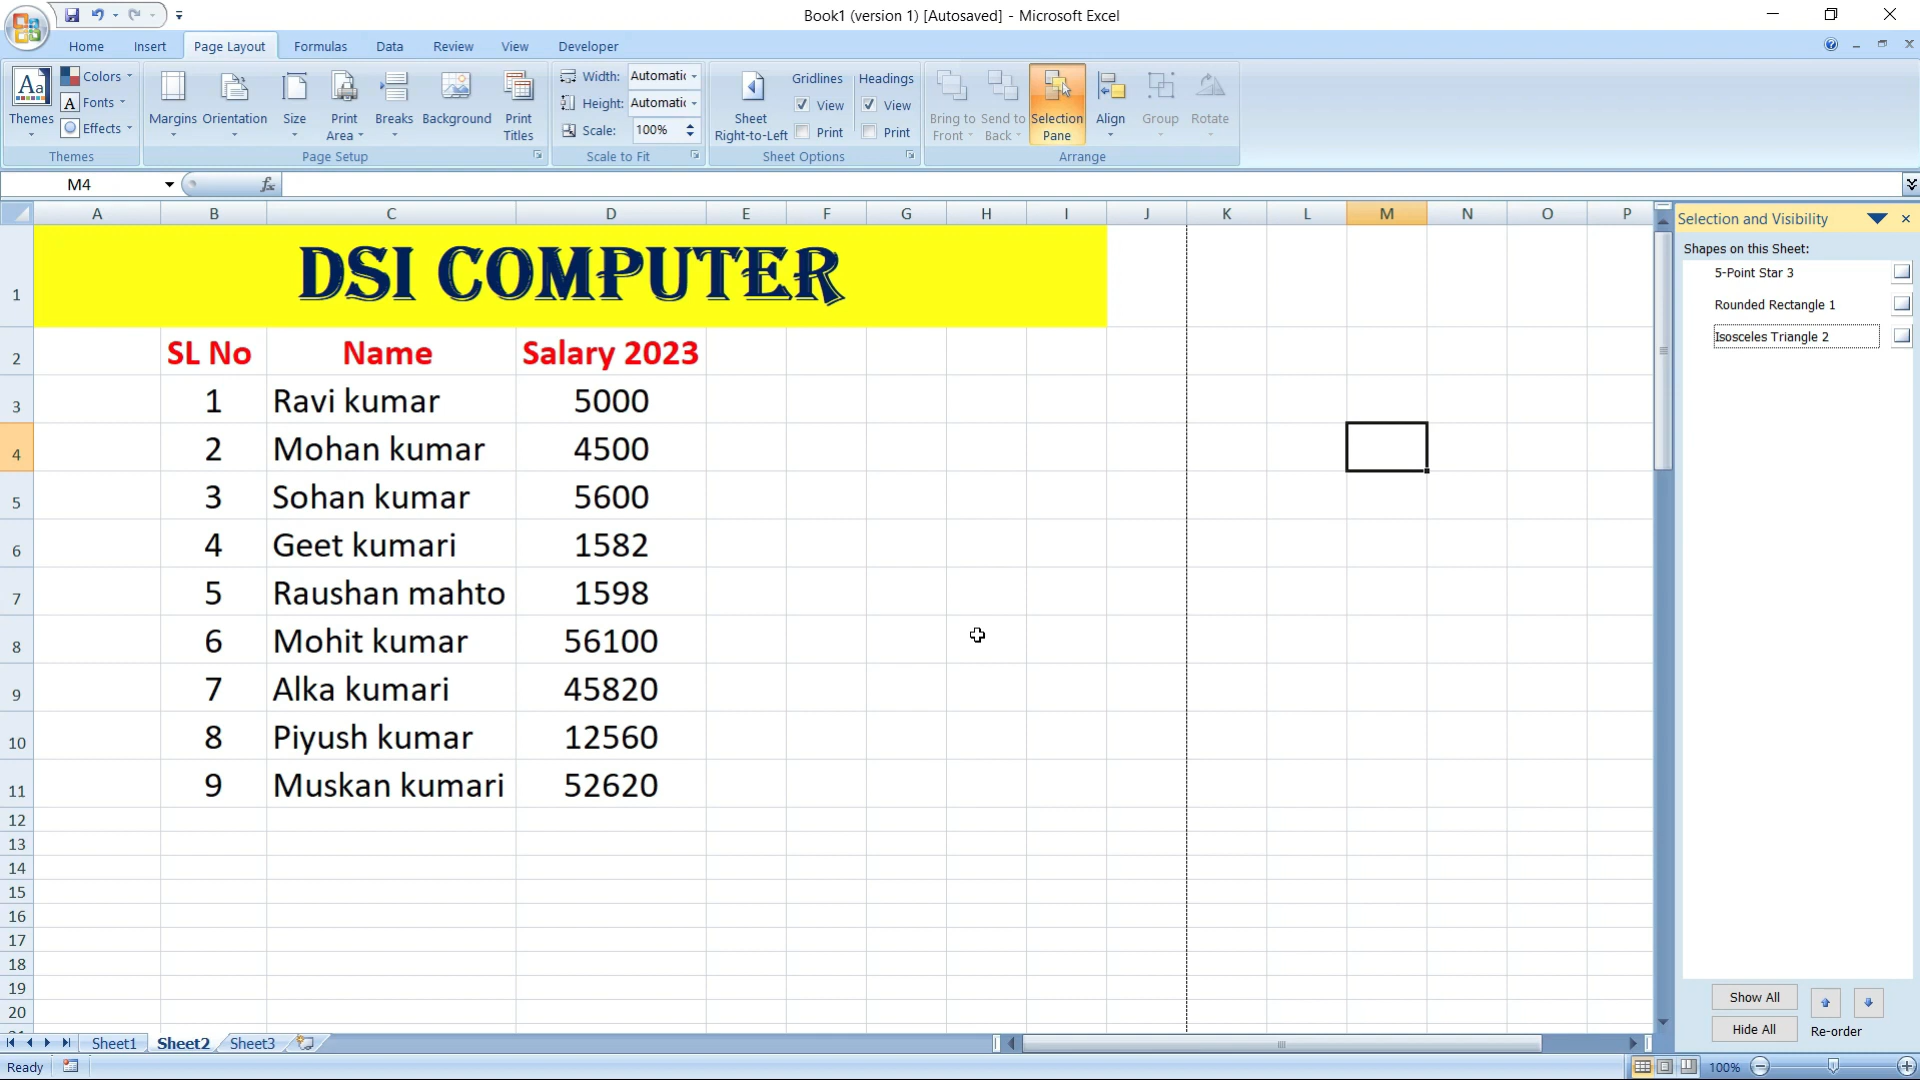 Book1 (version 1) [Autosaved] - Microsoft Excel
Home Insert Page Layout Formulas Data Review View Developer
Themes Colors Fonts Effects
Themes
Margins Orientation Size Print Area Breaks Background Print Titles
Page Setup
Width: Automatic
Height: Automatic
Scale: 100%
Scale to Fit
Sheet Right-to-Left
Gridlines Headings
View View
Print Print
Sheet Options
Bring to Front Send to Back Selection Pane Align Group Rotate
Arrange
M4 fx
A B C D E F G H I J K L M N O P
1 DSI COMPUTER
2 SL No Name Salary 2023
3 1 Ravi kumar 5000
4 2 Mohan kumar 4500
5 3 Sohan kumar 5600
6 4 Geet kumari 1582
7 5 Raushan mahto 1598
8 6 Mohit kumar 56100
9 7 Alka kumari 45820
10 8 Piyush kumar 12560
11 9 Muskan kumari 52620
12
13
14
15
16
17
18
19
20
Selection and Visibility
Shapes on this Sheet:
5-Point Star 3
Rounded Rectangle 1
Isosceles Triangle 2
Show All
Hide All Re-order
Sheet1 Sheet2 Sheet3
Ready 100%